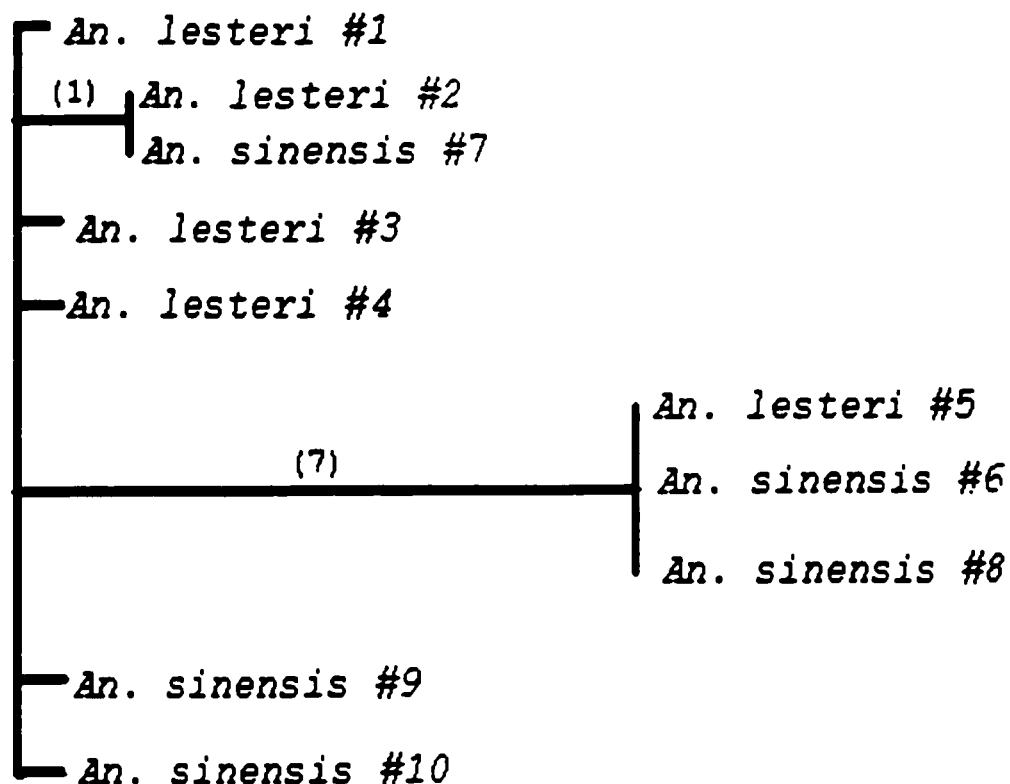 An. lesteri #1
(1)
An. lesteri #2
An. sinensis #7
An. lesteri #3
An. lesteri #4
An. lesteri #5
(7)
An. sinensis #6
An. sinensis #8
An. sinensis #9
An. sinensis #10